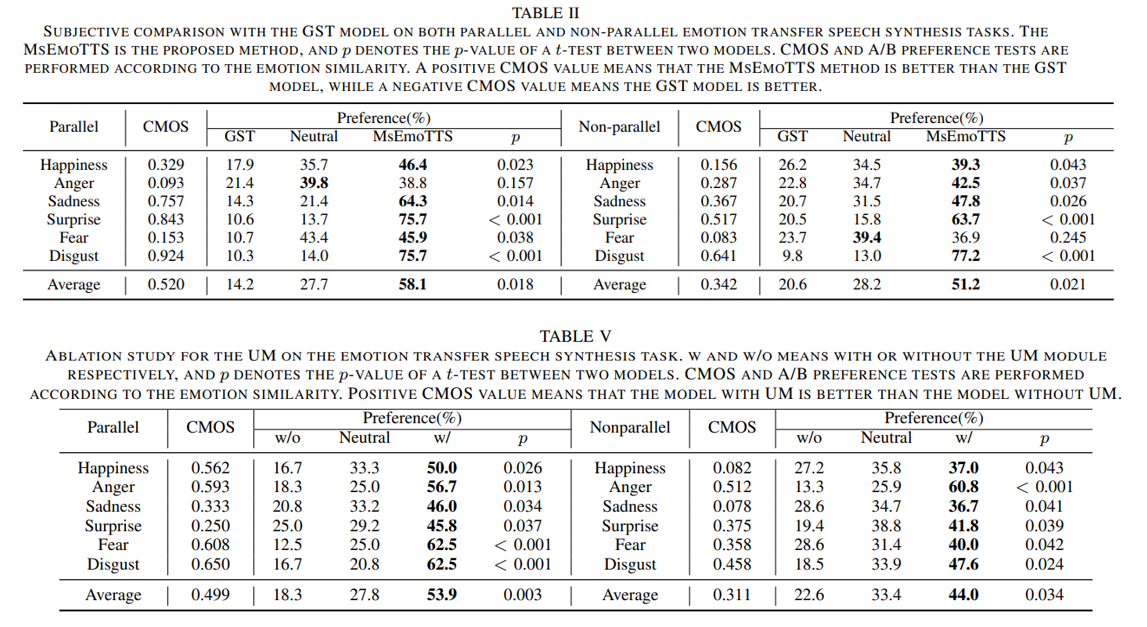 TABLE II
SUBJECTIVE COMPARISON WITH THE GST MODEL ON BOTH PARALLEL AND NON-PARALLEL EMOTION TRANSFER SPEECH SYNTHESIS TASKS. THE
MSEMOTTS IS THE PROPOSED METHOD, AND p DENOTES THE p-VALUE OF A t-TEST BETWEEN TWO MODELS. CMOS AND A/B PREFERENCE TESTS ARE
PERFORMED ACCORDING TO THE EMOTION SIMILARITY. A POSITIVE CMOS VALUE MEANS THAT THE MSEMOTTS METHOD IS BETTER THAN THE GST
MODEL, WHILE A NEGATIVE CMOS VALUE MEANS THE GST MODEL IS BETTER.
Parallel CMOS Preference(%) Non-parallel CMOS Preference(%)
GST Neutral MsEmoTTS p GST Neutral MsEmoTTS p
Happiness 0.329 17.9 35.7 46.4 0.023 Happiness 0.156 26.2 34.5 39.3 0.043
Anger 0.093 21.4 39.8 38.8 0.157 Anger 0.287 22.8 34.7 42.5 0.037
Sadness 0.757 14.3 21.4 64.3 0.014 Sadness 0.367 20.7 31.5 47.8 0.026
Surprise 0.843 10.6 13.7 75.7 < 0.001 Surprise 0.517 20.5 15.8 63.7 < 0.001
Fear 0.153 10.7 43.4 45.9 0.038 Fear 0.083 23.7 39.4 36.9 0.245
Disgust 0.924 10.3 14.0 75.7 < 0.001 Disgust 0.641 9.8 13.0 77.2 < 0.001
Average 0.520 14.2 27.7 58.1 0.018 Average 0.342 20.6 28.2 51.2 0.021
TABLE V
ABLATION STUDY FOR THE UM ON THE EMOTION TRANSFER SPEECH SYNTHESIS TASK. W AND W/O MEANS WITH OR WITHOUT THE UM MODULE
RESPECTIVELY, AND p DENOTES THE p-VALUE OF A t-TEST BETWEEN TWO MODELS. CMOS AND A/B PREFERENCE TESTS ARE PERFORMED
ACCORDING TO THE EMOTION SIMILARITY. POSITIVE CMOS VALUE MEANS THAT THE MODEL WITH UM IS BETTER THAN THE MODEL WITHOUT UM.
Parallel CMOS Preference(%) Nonparallel CMOS Preference(%)
w/o Neutral w/ p w/o Neutral w/ p
Happiness 0.562 16.7 33.3 50.0 0.026 Happiness 0.082 27.2 35.8 37.0 0.043
Anger 0.593 18.3 25.0 56.7 0.013 Anger 0.512 13.3 25.9 60.8 < 0.001
Sadness 0.333 20.8 33.2 46.0 0.034 Sadness 0.078 28.6 34.7 36.7 0.041
Surprise 0.250 25.0 29.2 45.8 0.037 Surprise 0.375 19.4 38.8 41.8 0.039
Fear 0.608 12.5 25.0 62.5 < 0.001 Fear 0.358 28.6 31.4 40.0 0.042
Disgust 0.650 16.7 20.8 62.5 < 0.001 Disgust 0.458 18.5 33.9 47.6 0.024
Average 0.499 18.3 27.8 53.9 0.003 Average 0.311 22.6 33.4 44.0 0.034